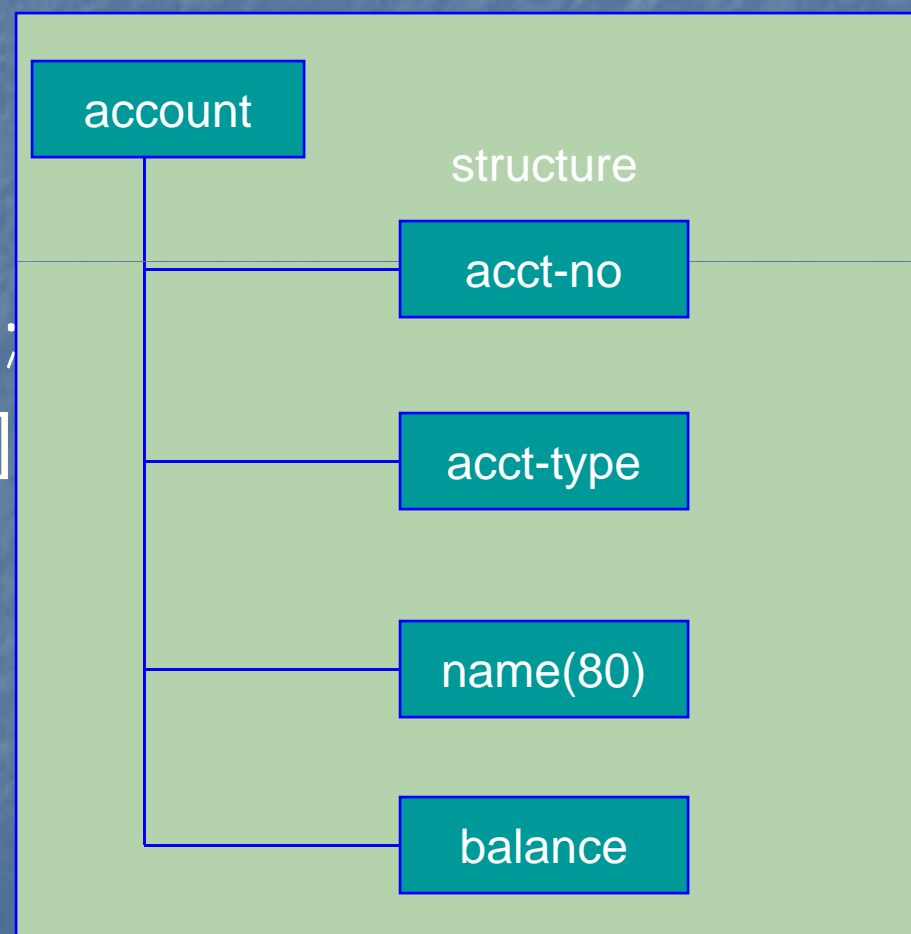 account
structure
acct-no
;
acct-type
]
name(80)
balance